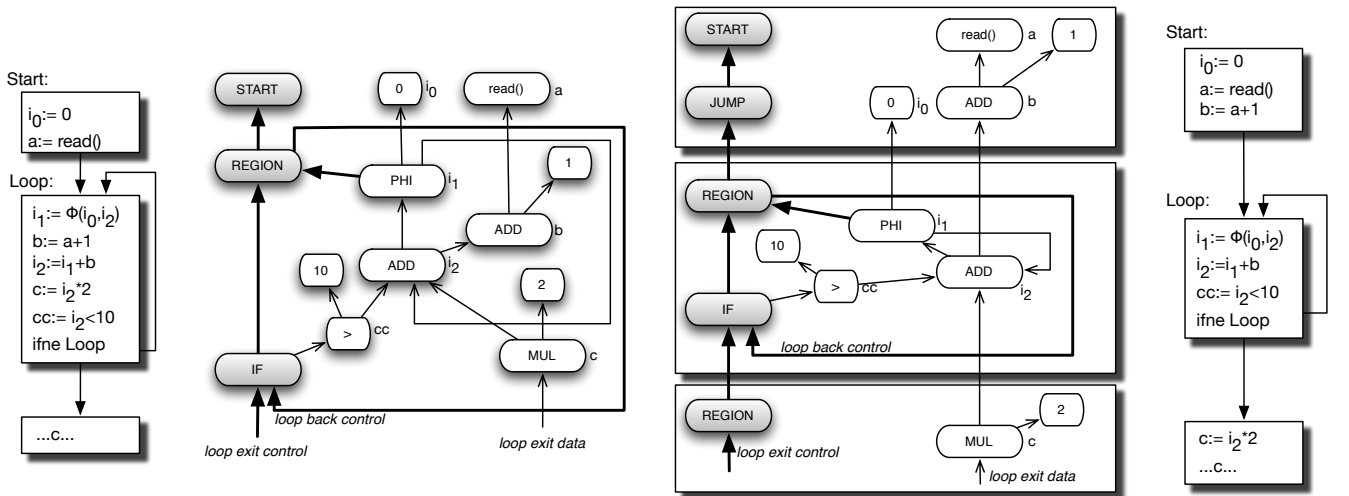 Start:
i0:= 0
a:= read()
Loop:
i1:= Φ(i0,i2)
b:= a+1
i2:=i1+b
c:= i2*2
cc:= i2<10
ifne Loop
...c...
START
0
i0
read()
a
REGION
PHI
i1
1
ADD
b
10
ADD
i2
2
>
cc
MUL
c
IF
loop back control
loop exit control
loop exit data
START
read()
a
1
JUMP
0
i0
ADD
b
REGION
PHI
i1
10
>
cc
ADD
i2
IF
loop back control
REGION
2
MUL
c
loop exit control
loop exit data
Start:
i0:= 0
a:= read()
b:= a+1
Loop:
i1:= Φ(i0,i2)
i2:=i1+b
cc:= i2<10
ifne Loop
c:= i2*2
...c...